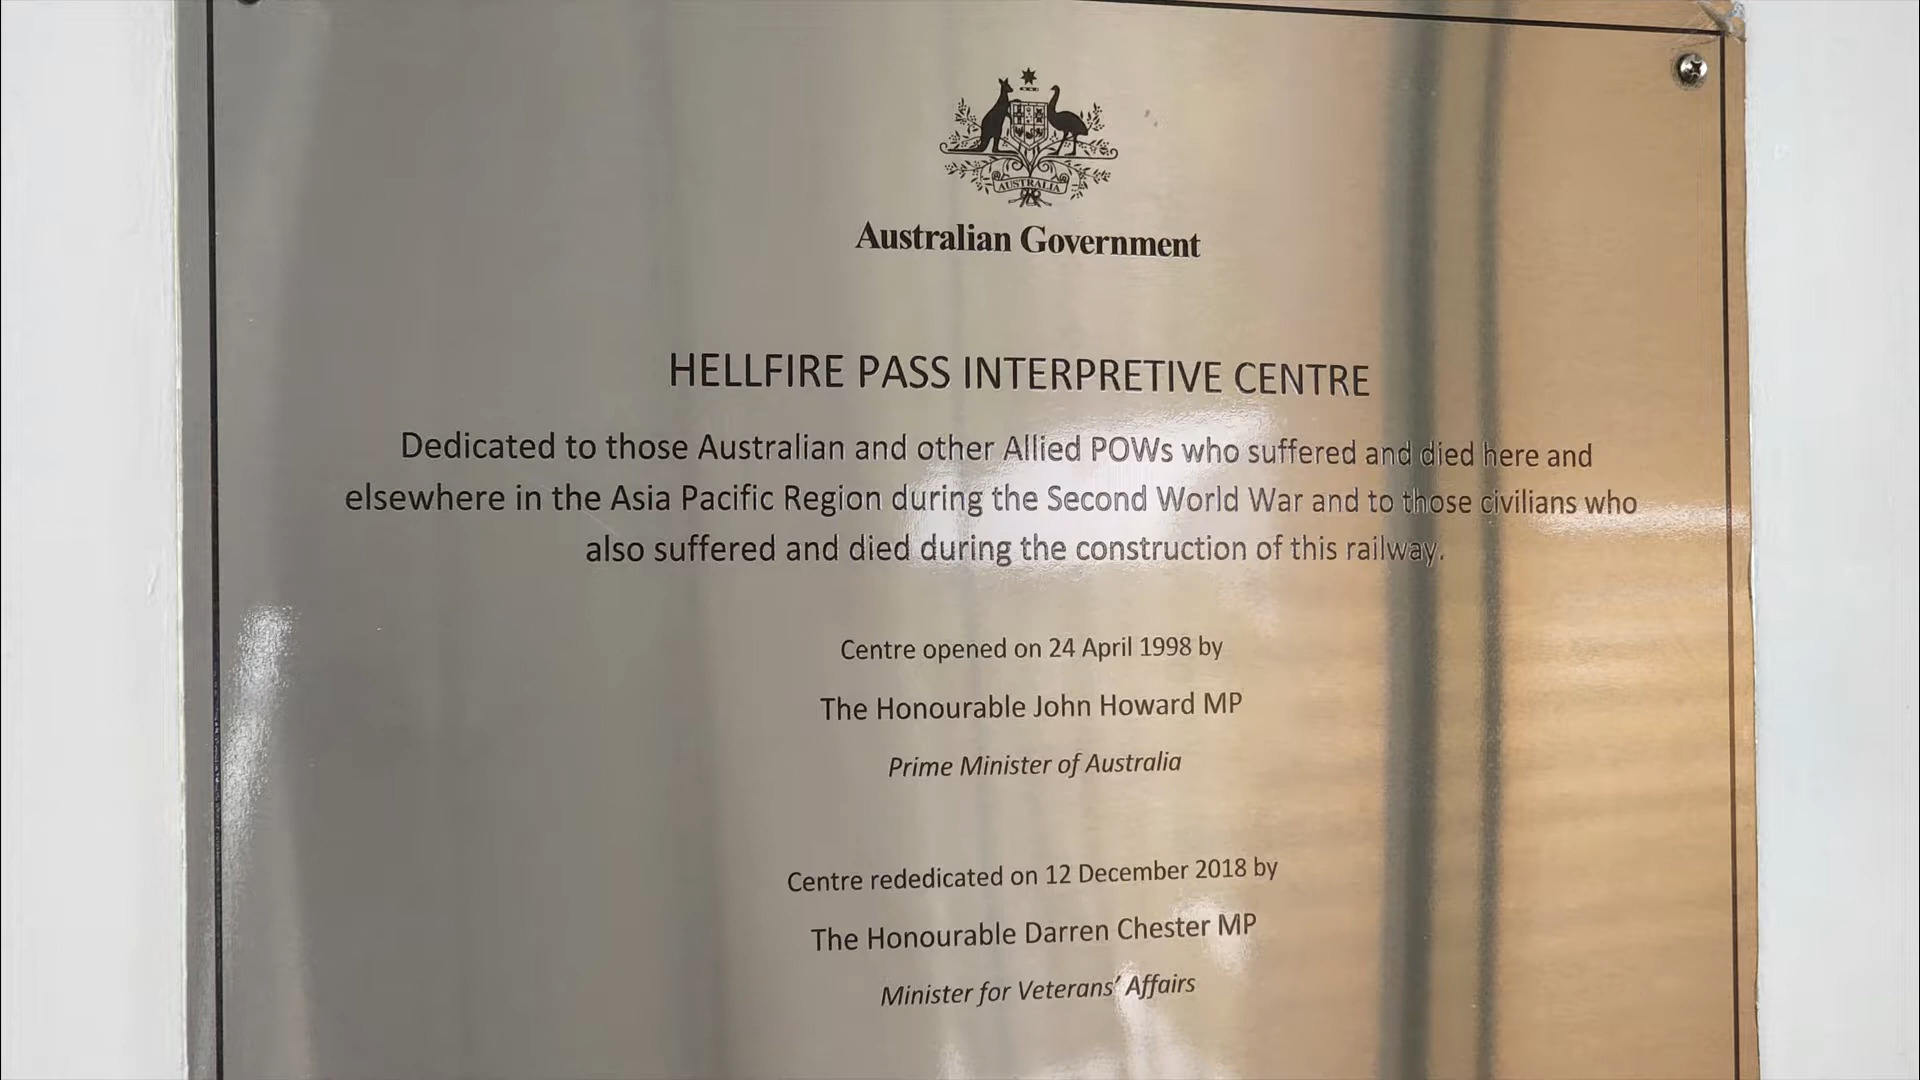 AUSTRALIA
Australian Government
HELLFIRE PASS INTERPRETIVE CENTRE
Dedicated to those Australian and other Allied POWs who suffered and died here and
elsewhere in the Asia Pacific Region during the Second World War and to those civilians who
also suffered and died during the construction of this railway.
Centre opened on 24 April 1998 by
The Honourable John Howard MP
Prime Minister of Australia
Centre rededicated on 12 December 2018 by
The Honourable Darren Chester MP
Minister for Veterans’ Affairs